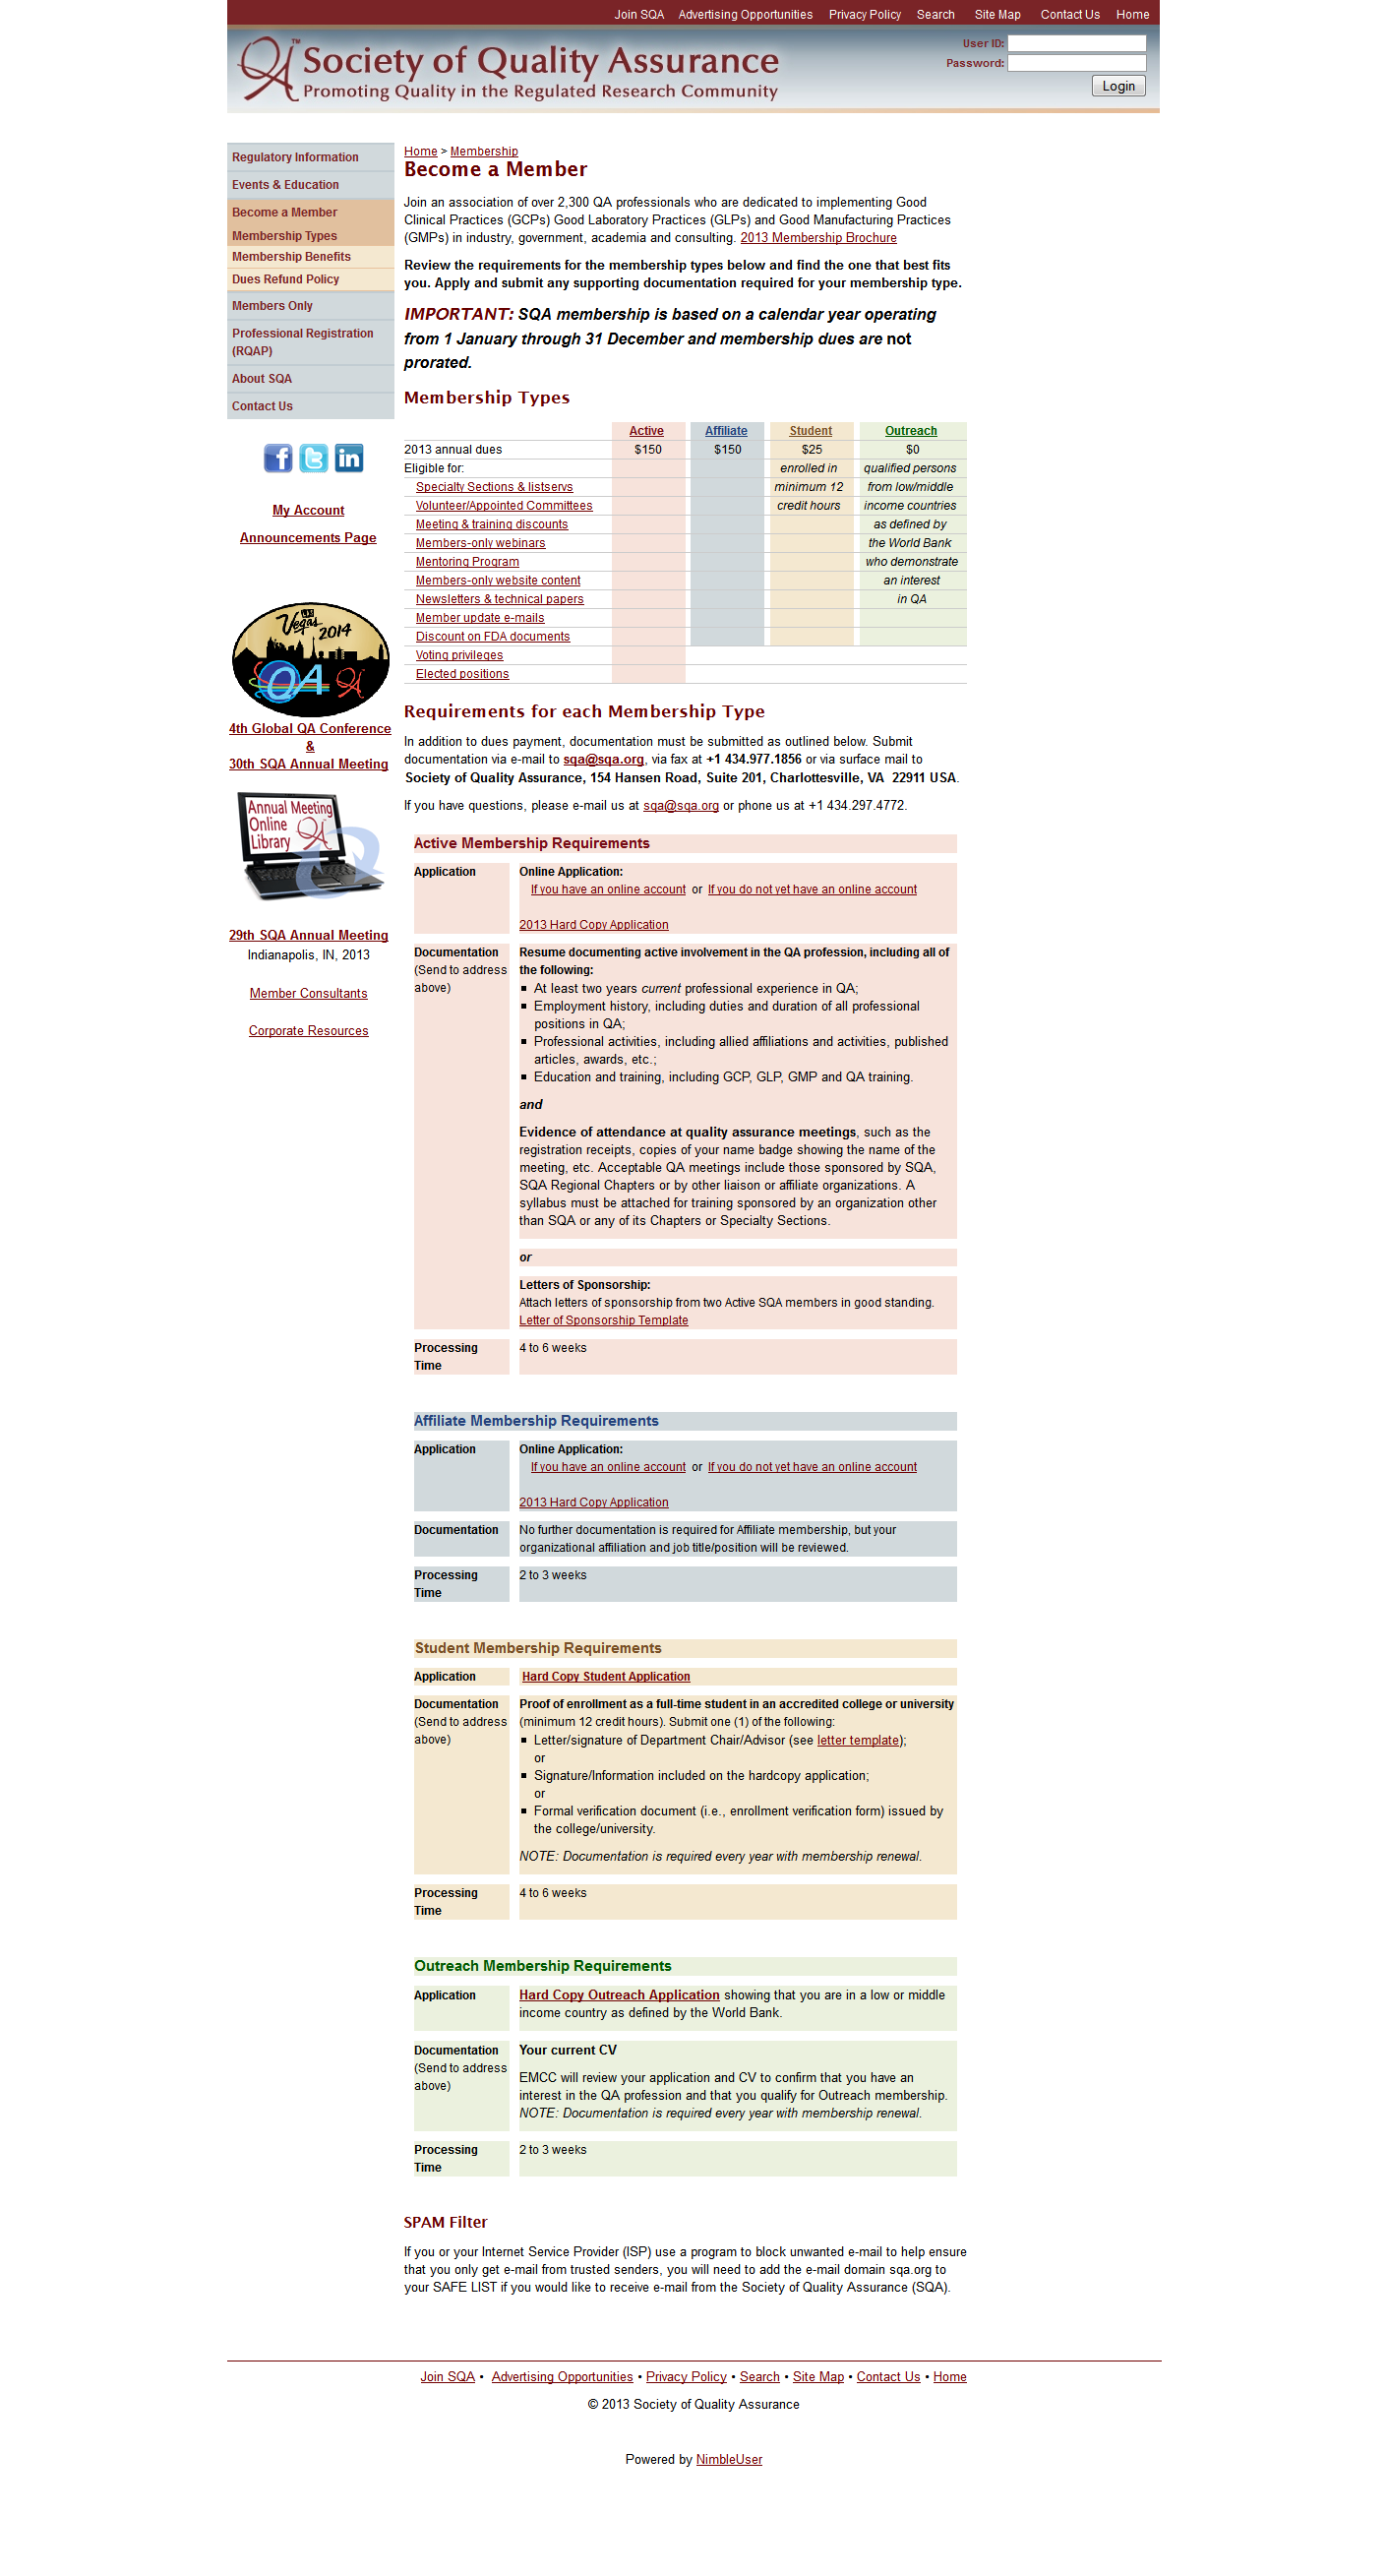 Join SQA Advertising Opportunities Privacy Policy Search Site Map Contact Us Home
QA™ Society of Quality Assurance
Promoting Quality in the Regulated Research Community
User ID:
Password:
Login
Regulatory Information
Events & Education
Become a Member
Membership Types
Membership Benefits
Dues Refund Policy
Members Only
Professional Registration
(RQAP)
About SQA
Contact Us
My Account
Announcements Page
Las Vegas 2014
QA
4th Global QA Conference
&
30th SQA Annual Meeting
Annual Meeting
Online
Library
29th SQA Annual Meeting
Indianapolis, IN, 2013
Member Consultants
Corporate Resources
Home > Membership
Become a Member
Join an association of over 2,300 QA professionals who are dedicated to implementing Good
Clinical Practices (GCPs) Good Laboratory Practices (GLPs) and Good Manufacturing Practices
(GMPs) in industry, government, academia and consulting. 2013 Membership Brochure
Review the requirements for the membership types below and find the one that best fits
you. Apply and submit any supporting documentation required for your membership type.
IMPORTANT: SQA membership is based on a calendar year operating
from 1 January through 31 December and membership dues are not
prorated.
Membership Types
Active Affiliate Student Outreach
2013 annual dues $150 $150 $25 $0
Eligible for: enrolled in qualified persons
Specialty Sections & listservs minimum 12 from low/middle
Volunteer/Appointed Committees credit hours income countries
Meeting & training discounts as defined by
Members-only webinars the World Bank
Mentoring Program who demonstrate
Members-only website content an interest
Newsletters & technical papers in QA
Member update e-mails
Discount on FDA documents
Voting privileges
Elected positions
Requirements for each Membership Type
In addition to dues payment, documentation must be submitted as outlined below. Submit
documentation via e-mail to sqa@sqa.org, via fax at +1 434.977.1856 or via surface mail to
Society of Quality Assurance, 154 Hansen Road, Suite 201, Charlottesville, VA 22911 USA.
If you have questions, please e-mail us at sqa@sqa.org or phone us at +1 434.297.4772.
Active Membership Requirements
Application Online Application:
If you have an online account or If you do not yet have an online account
2013 Hard Copy Application
Documentation
(Send to address
above)
Resume documenting active involvement in the QA profession, including all of
the following:
▪ At least two years current professional experience in QA;
▪ Employment history, including duties and duration of all professional
positions in QA;
▪ Professional activities, including allied affiliations and activities, published
articles, awards, etc.;
▪ Education and training, including GCP, GLP, GMP and QA training.
and
Evidence of attendance at quality assurance meetings, such as the
registration receipts, copies of your name badge showing the name of the
meeting, etc. Acceptable QA meetings include those sponsored by SQA,
SQA Regional Chapters or by other liaison or affiliate organizations. A
syllabus must be attached for training sponsored by an organization other
than SQA or any of its Chapters or Specialty Sections.
or
Letters of Sponsorship:
Attach letters of sponsorship from two Active SQA members in good standing.
Letter of Sponsorship Template
Processing
Time
4 to 6 weeks
Affiliate Membership Requirements
Application Online Application:
If you have an online account or If you do not yet have an online account
2013 Hard Copy Application
Documentation No further documentation is required for Affiliate membership, but your
organizational affiliation and job title/position will be reviewed.
Processing
Time
2 to 3 weeks
Student Membership Requirements
Application Hard Copy Student Application
Documentation
(Send to address
above)
Proof of enrollment as a full-time student in an accredited college or university
(minimum 12 credit hours). Submit one (1) of the following:
▪ Letter/signature of Department Chair/Advisor (see letter template);
or
▪ Signature/Information included on the hardcopy application;
or
▪ Formal verification document (i.e., enrollment verification form) issued by
the college/university.
NOTE: Documentation is required every year with membership renewal.
Processing
Time
4 to 6 weeks
Outreach Membership Requirements
Application Hard Copy Outreach Application showing that you are in a low or middle
income country as defined by the World Bank.
Documentation
(Send to address
above)
Your current CV
EMCC will review your application and CV to confirm that you have an
interest in the QA profession and that you qualify for Outreach membership.
NOTE: Documentation is required every year with membership renewal.
Processing
Time
2 to 3 weeks
SPAM Filter
If you or your Internet Service Provider (ISP) use a program to block unwanted e-mail to help ensure
that you only get e-mail from trusted senders, you will need to add the e-mail domain sqa.org to
your SAFE LIST if you would like to receive e-mail from the Society of Quality Assurance (SQA).
Join SQA • Advertising Opportunities • Privacy Policy • Search • Site Map • Contact Us • Home
© 2013 Society of Quality Assurance
Powered by NimbleUser